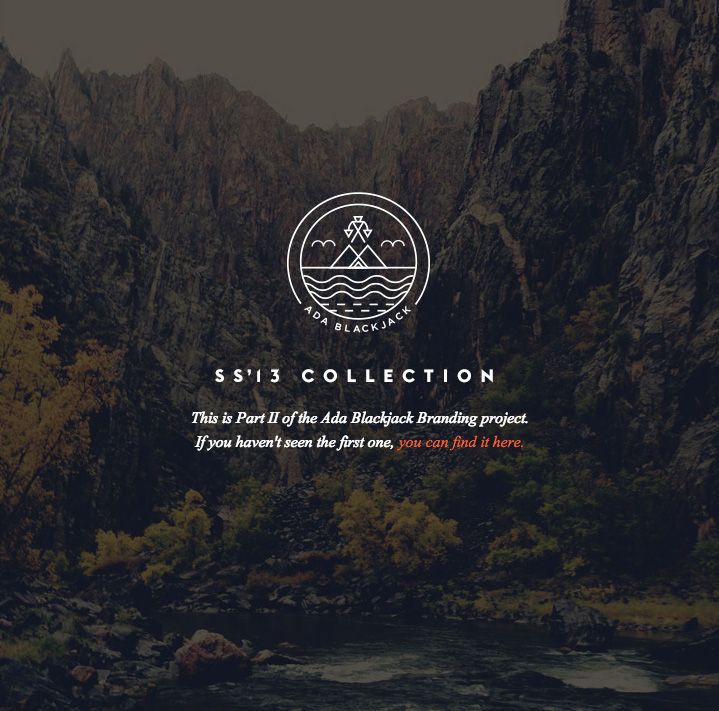 ADA BLACKJACK
SS'13 COLLECTION
This is Part II of the Ada Blackjack Branding project.
If you haven't seen the first one, you can find it here.